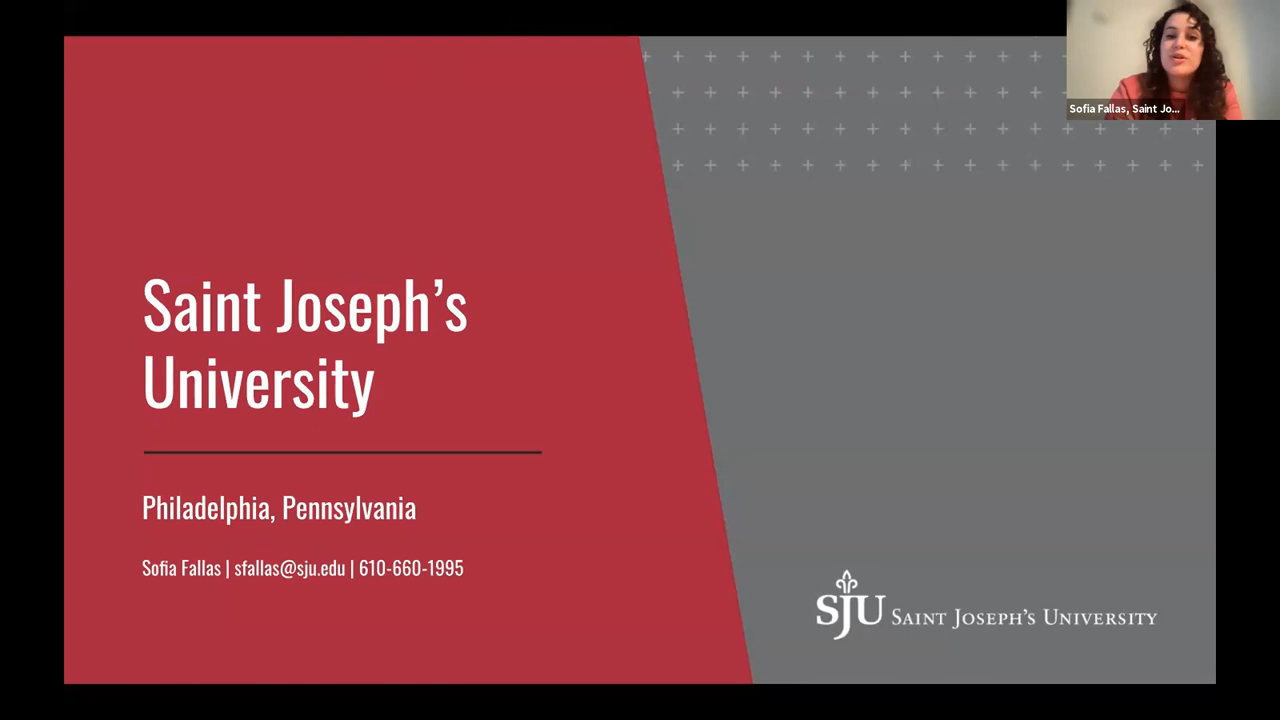 Sofia Fallas, Saint Jo...
Saint Joseph’s
University
Philadelphia, Pennsylvania
Sofia Fallas | sfallas@sju.edu | 610-660-1995
SJU SAINT JOSEPH’S UNIVERSITY